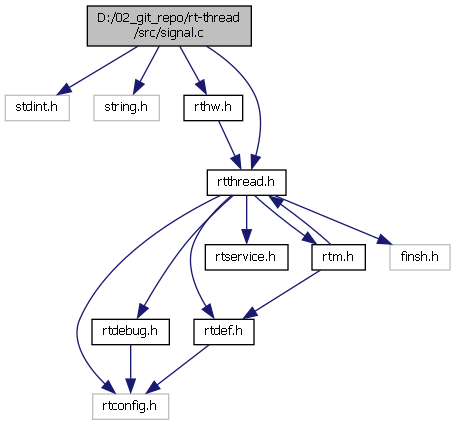 D:/02_git_repo/rt-thread
/src/signal.c
stdint.h
string.h
rthw.h
rtthread.h
rtservice.h
rtm.h
finsh.h
rtdebug.h
rtdef.h
rtconfig.h